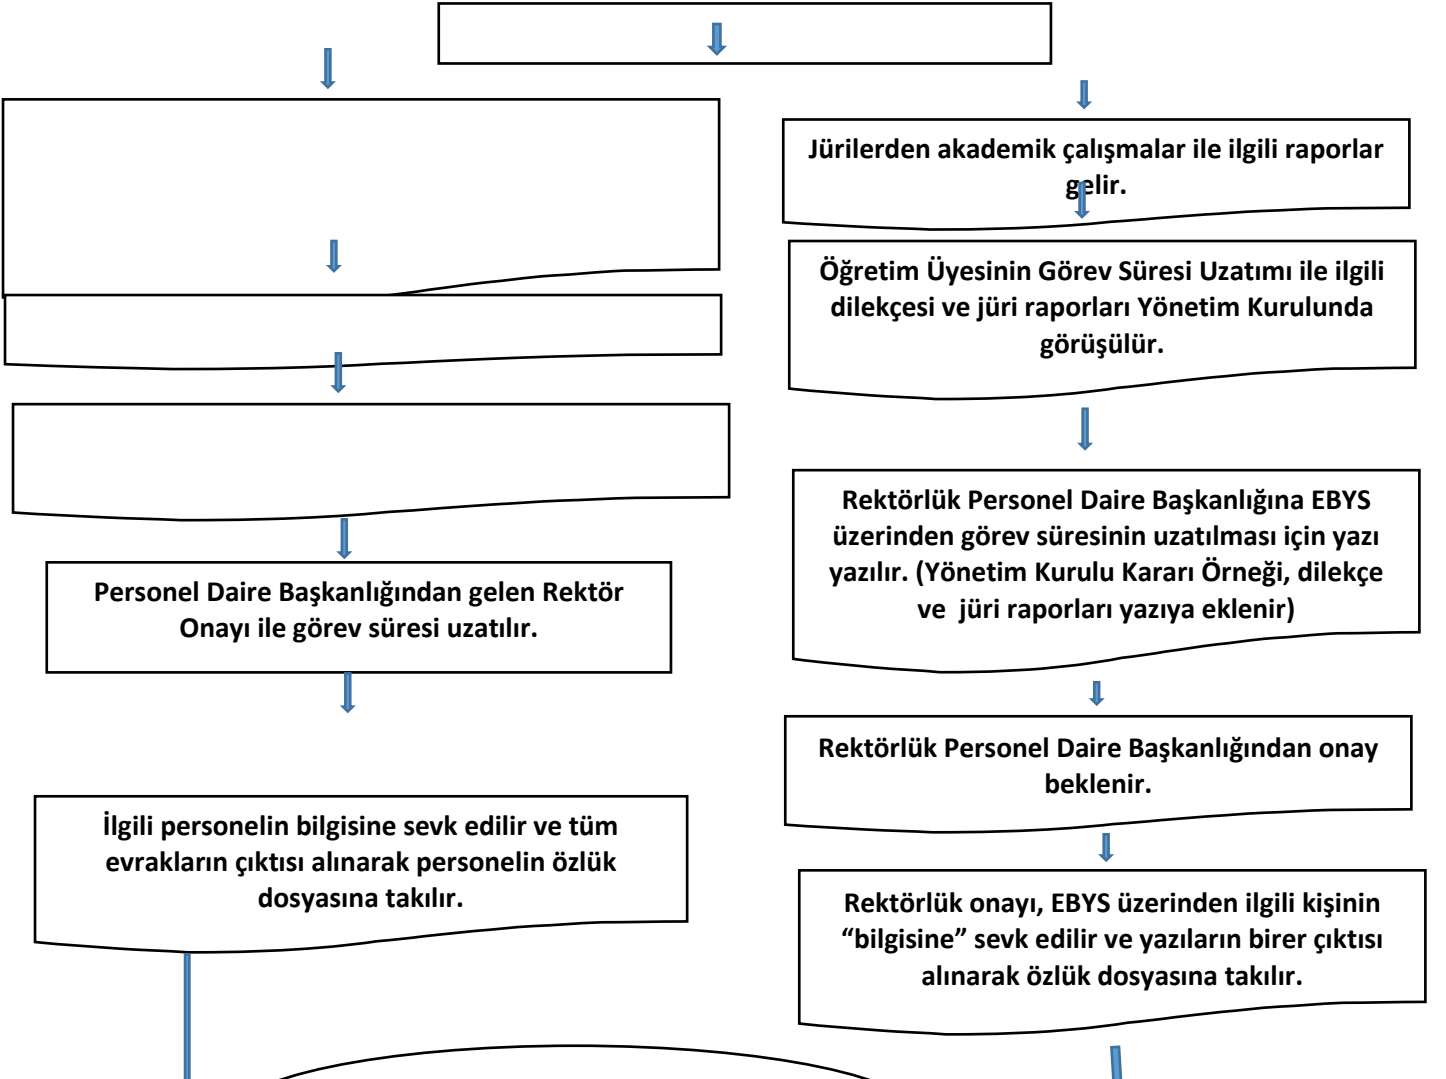 Jürilerden akademik çalışmalar ile ilgili raporlar
gelir.
Öğretim Üyesinin Görev Süresi Uzatımı ile ilgili
dilekçesi ve jüri raporları Yönetim Kurulunda
görüşülür.
Rektörlük Personel Daire Başkanlığına EBYS
üzerinden görev süresinin uzatılması için yazı
yazılır. (Yönetim Kurulu Kararı Örneği, dilekçe
ve jüri raporları yazıya eklenir)
Personel Daire Başkanlığından gelen Rektör
Onayı ile görev süresi uzatılır.
Rektörlük Personel Daire Başkanlığından onay
beklenir.
İlgili personelin bilgisine sevk edilir ve tüm
evrakların çıktısı alınarak personelin özlük
dosyasına takılır.
Rektörlük onayı, EBYS üzerinden ilgili kişinin
“bilgisine” sevk edilir ve yazıların birer çıktısı
alınarak özlük dosyasına takılır.